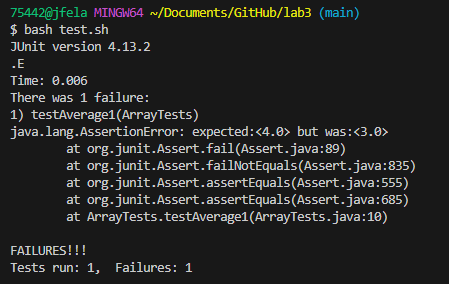 75442@jfela MINGW64 ~/Documents/GitHub/lab3 (main)
$ bash test.sh
JUnit version 4.13.2
.E
Time: 0.006
There was 1 failure:
1) testAverage1(ArrayTests)
java.lang.AssertionError: expected:<4.0> but was:<3.0>
        at org.junit.Assert.fail(Assert.java:89)
        at org.junit.Assert.failNotEquals(Assert.java:835)
        at org.junit.Assert.assertEquals(Assert.java:555)
        at org.junit.Assert.assertEquals(Assert.java:685)
        at ArrayTests.testAverage1(ArrayTests.java:10)

FAILURES!!!
Tests run: 1,  Failures: 1